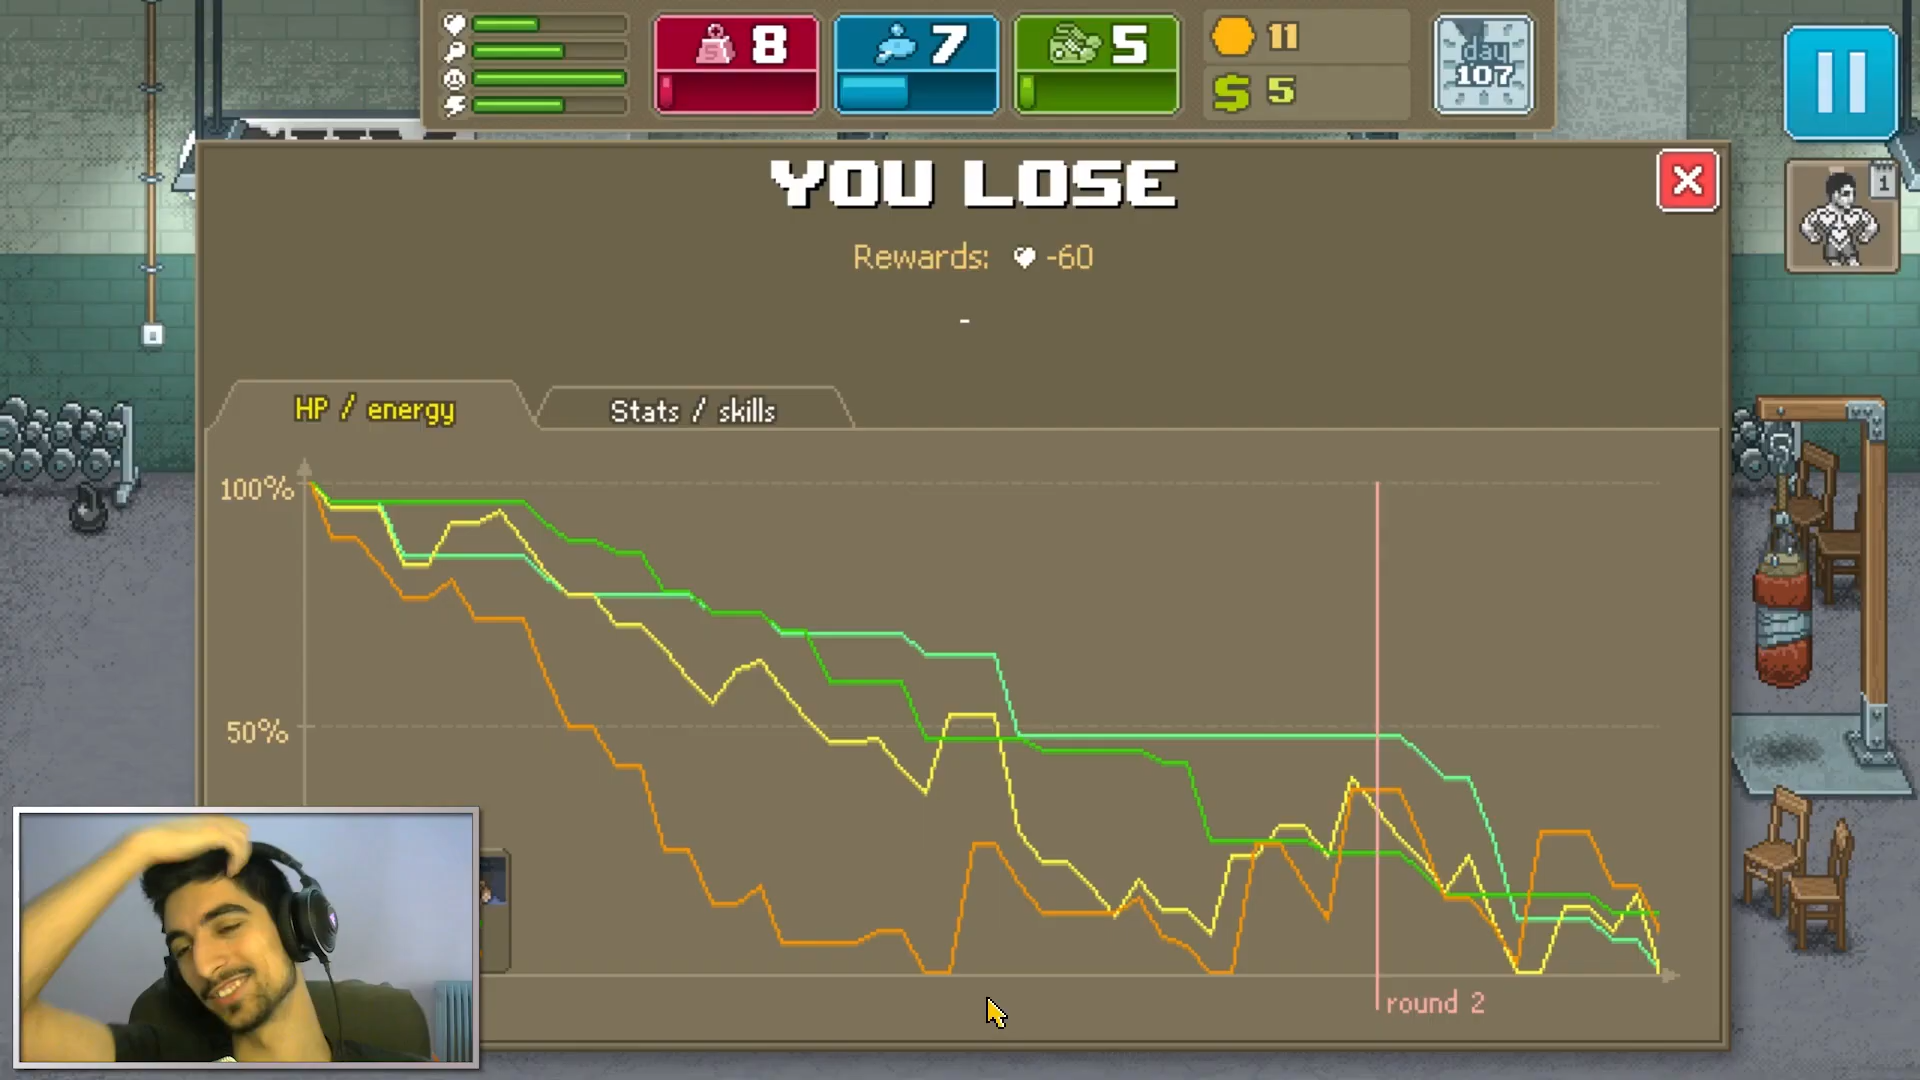 8
7
5
11
$ 5
day
107
1
YOU LOSE
Rewards: -60
-
HP / energy
Stats / skills
100%
50%
round 2